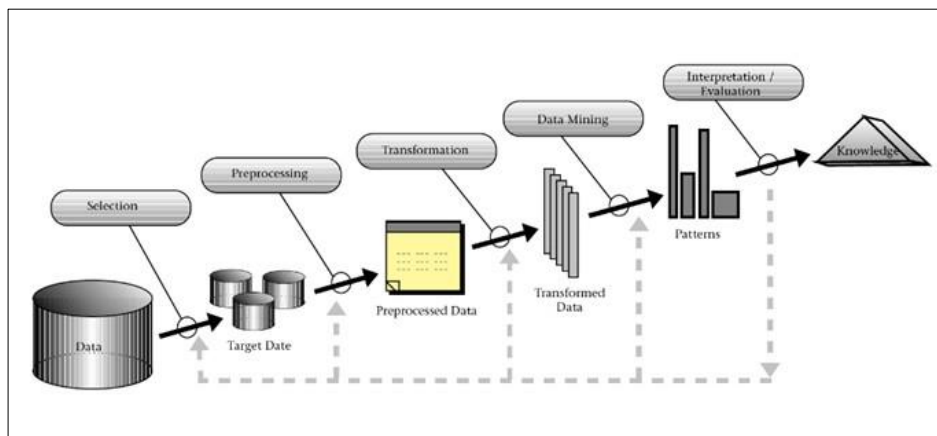 Interpretation /
Evaluation
Data Mining
Knowledge
Transformation
Preprocessing
Selection
Patterns
Transformed
Data
Preprocessed Data
Target Date
Data